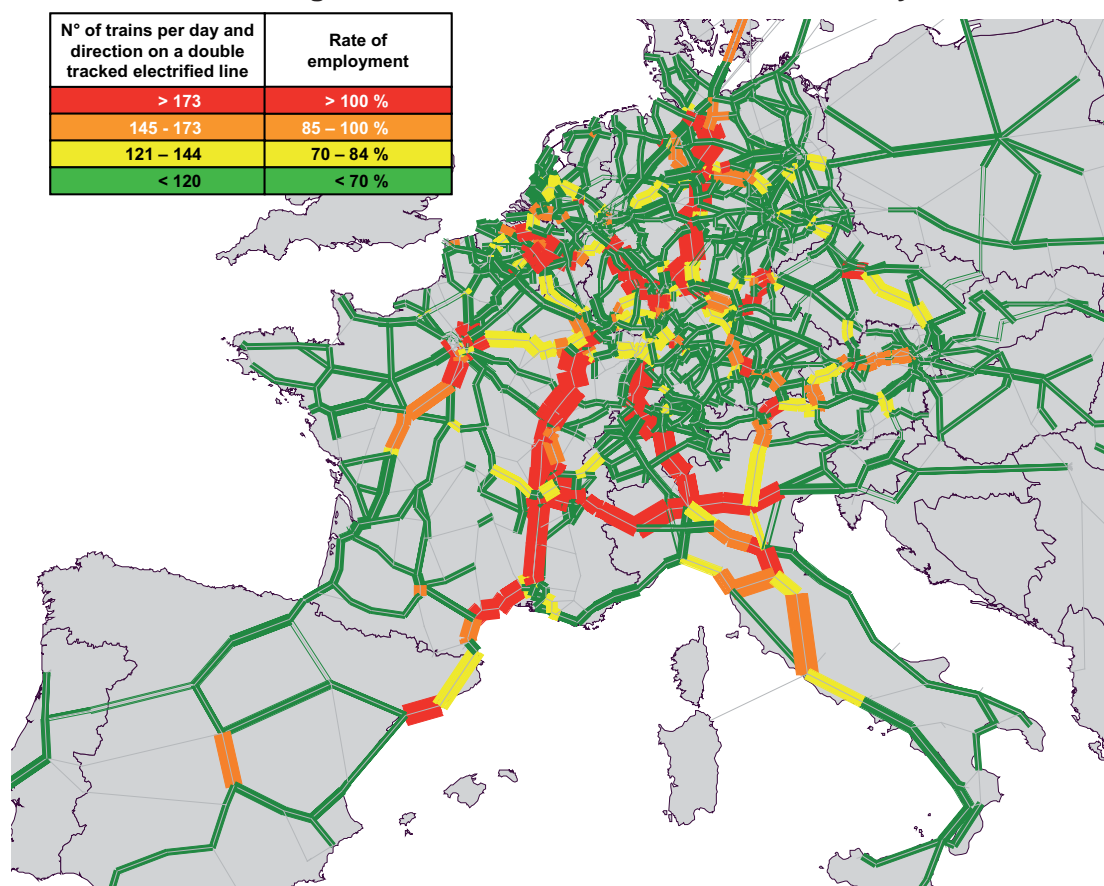 N° of trains per day and
direction on a double
tracked electrified line
Rate of
employment
> 173
> 100 %
145 - 173
85 – 100 %
121 – 144
70 – 84 %
< 120
< 70 %